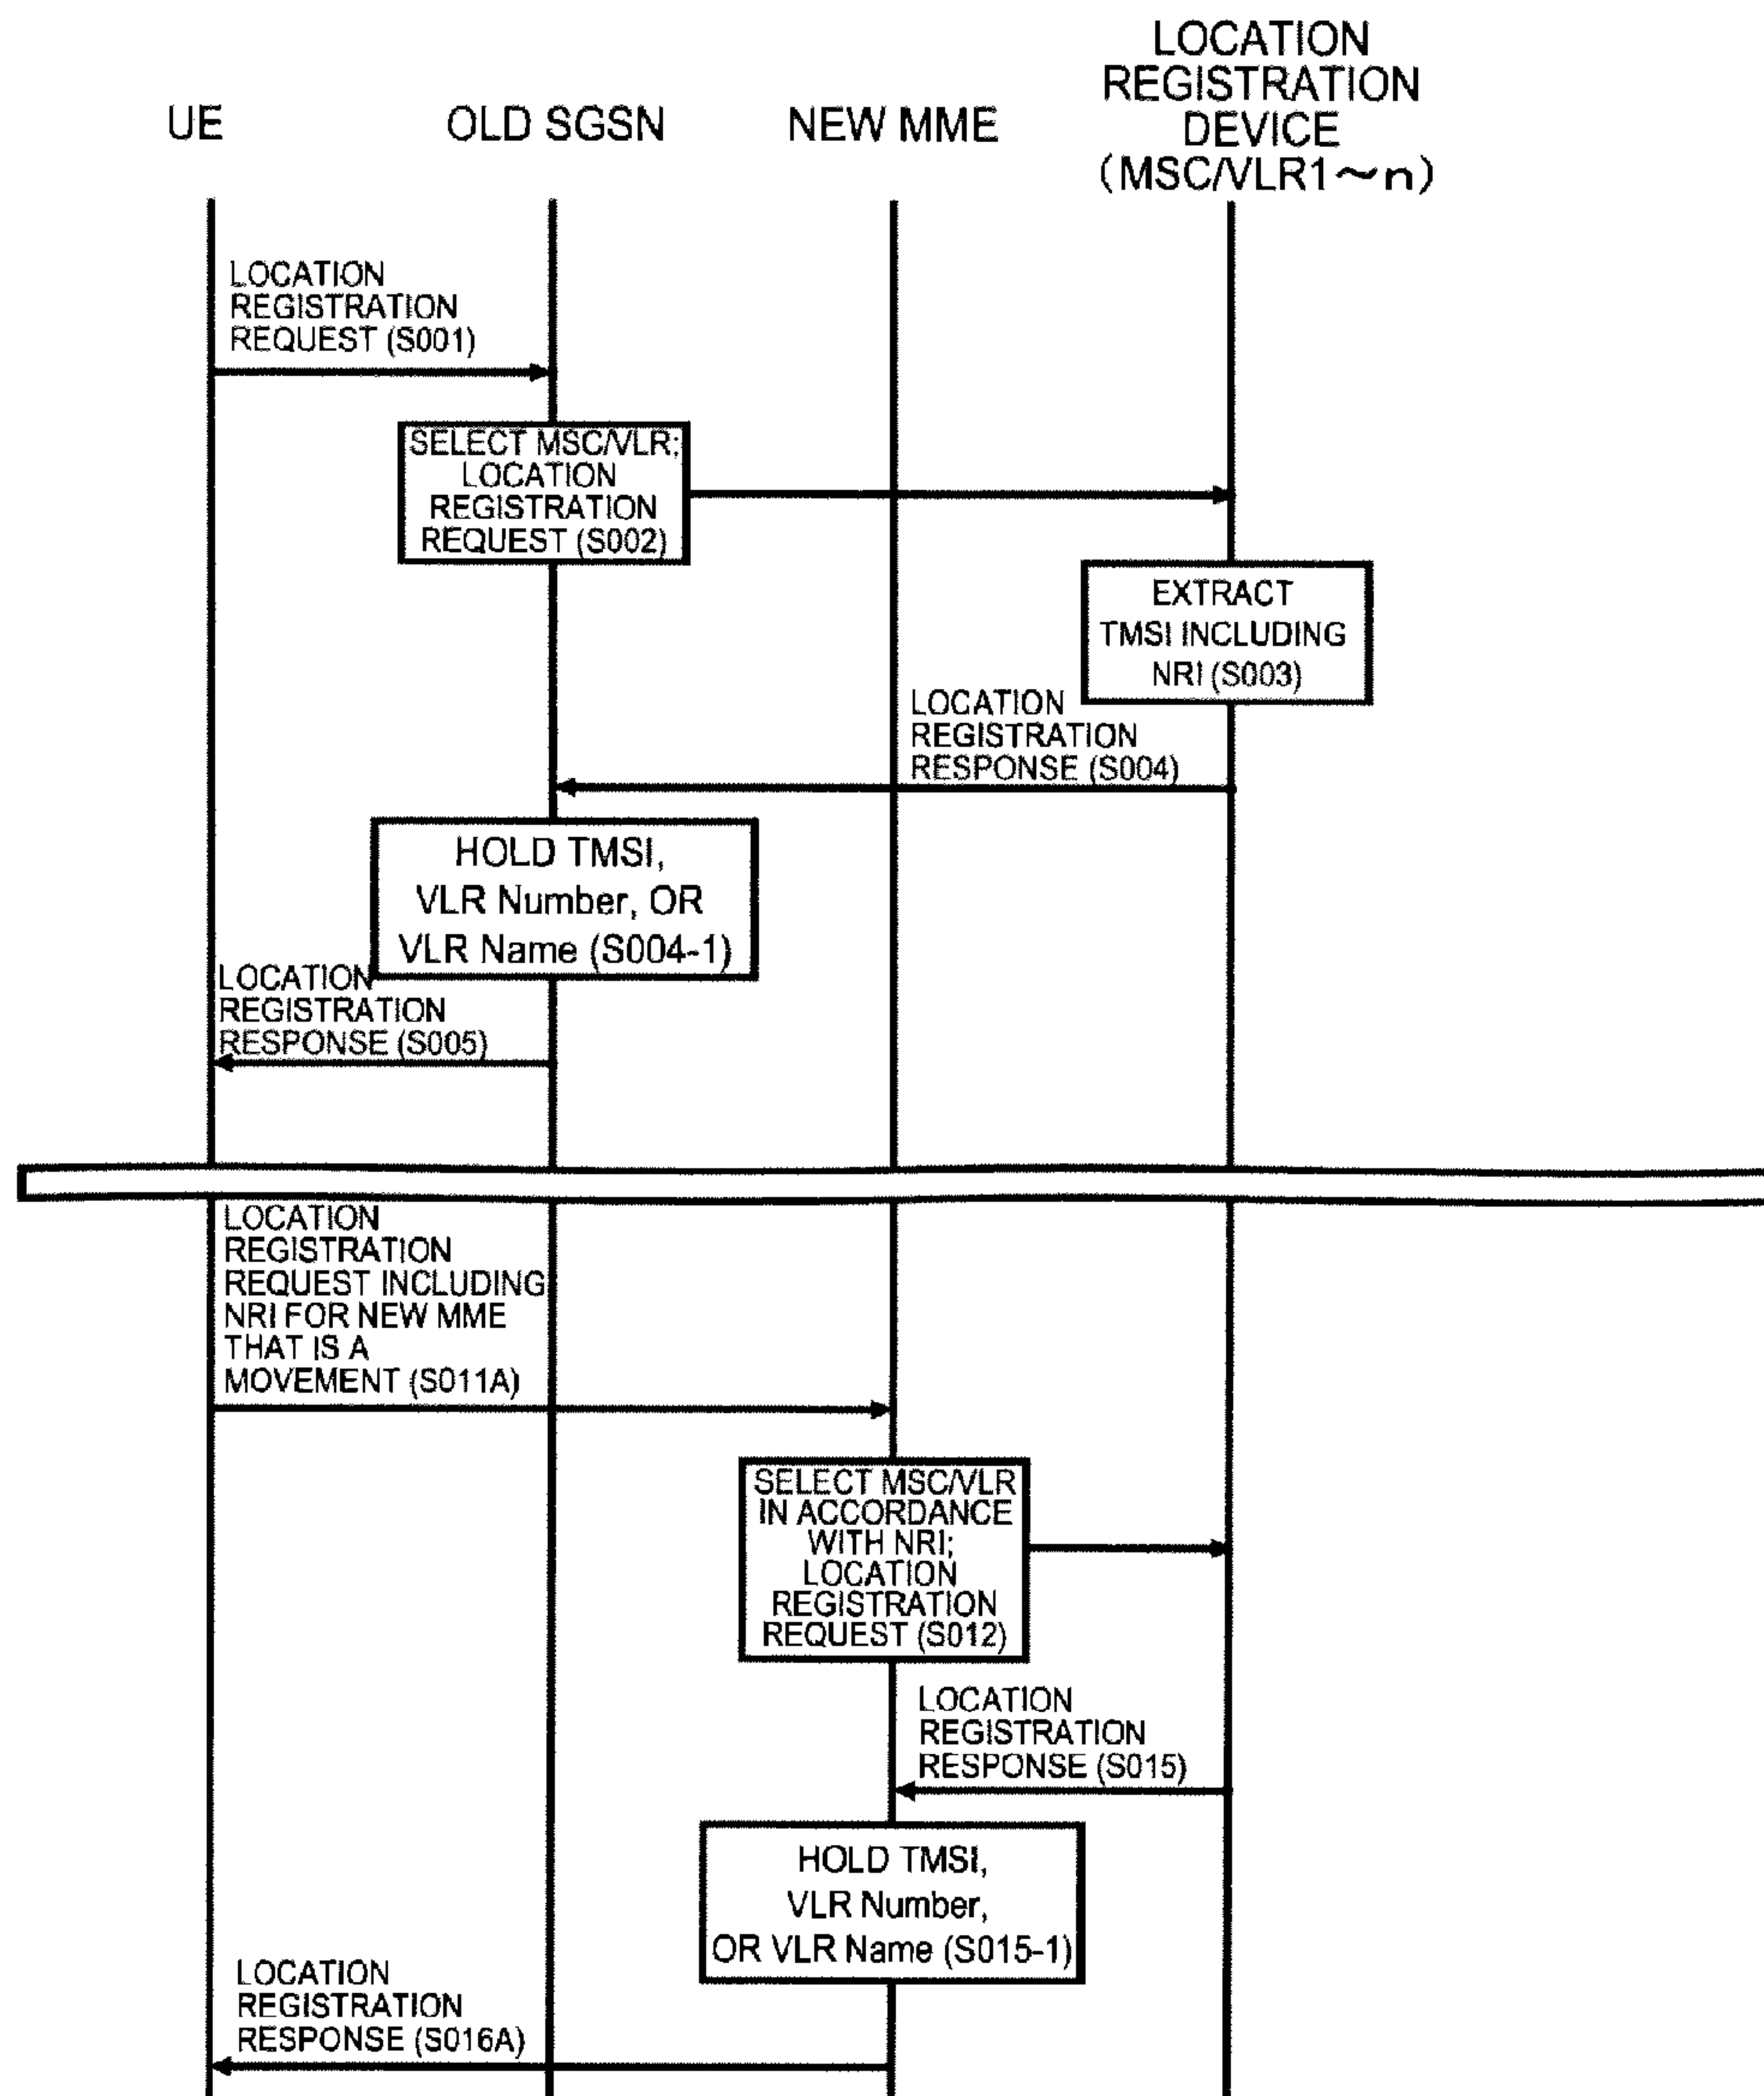 UE
OLD SGSN
NEW MME
LOCATION
REGISTRATION
DEVICE
(MSC/VLR1～n)
LOCATION
REGISTRATION
REQUEST (S001)
SELECT MSC/VLR;
LOCATION
REGISTRATION
REQUEST (S002)
EXTRACT
TMSI INCLUDING
NRI (S003)
LOCATION
REGISTRATION
RESPONSE (S004)
HOLD TMSI,
VLR Number, OR
VLR Name (S004-1)
LOCATION
REGISTRATION
RESPONSE (S005)
LOCATION
REGISTRATION
REQUEST INCLUDING
NRI FOR NEW MME
THAT IS A
MOVEMENT (S011A)
SELECT MSC/VLR
IN ACCORDANCE
WITH NRI;
LOCATION
REGISTRATION
REQUEST (S012)
LOCATION
REGISTRATION
RESPONSE (S015)
HOLD TMSI,
VLR Number,
OR VLR Name (S015-1)
LOCATION
REGISTRATION
RESPONSE (S016A)